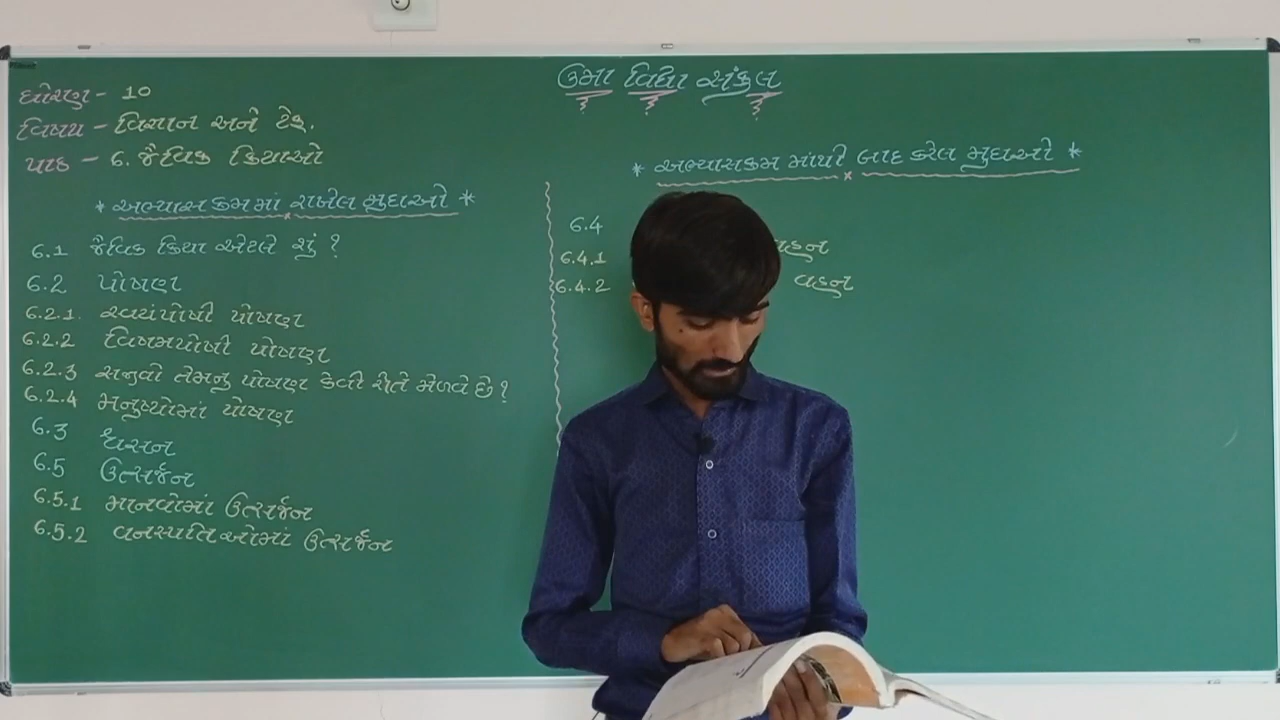 ઉમા વિદ્યા સંકુલ
ધોરણ - 10
વિષય - વિજ્ઞાન અને ટેક.
પાઠ - 6. જૈવિક ક્રિયાઓ
* અભ્યાસક્રમમાં રાખેલ મુદ્દાઓ *
6.1 જૈવિક ક્રિયા એટલે શું ?
6.2 પોષણ
6.2.1. સ્વયંપોષી પોષણ
6.2.2 વિષમપોષી પોષણ
6.2.3 સજીવો તેમનુ પોષણ કેવી રીતે મેળવે છે ?
6.2.4 મનુષ્યોમાં પોષણ
6.3 શ્વસન
6.5 ઉત્સર્જન
6.5.1 માનવોમાં ઉત્સર્જન
6.5.2 વનસ્પતિઓમાં ઉત્સર્જન
* અભ્યાસક્રમ માંથી બાદ કરેલ મુદ્દાઓ *
6.4
6.4.1 વહન
6.4.2 વહન